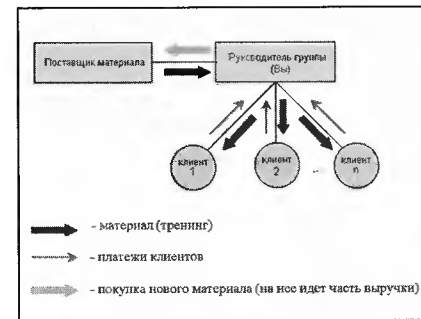 Поставщик материала
Руководитель группы
(Вы)
клиент
1
клиент
2
..
клиент
n
- материал (тренинг)
- платежи клиентов
- покупка нового материала (на нее идет часть выручки)